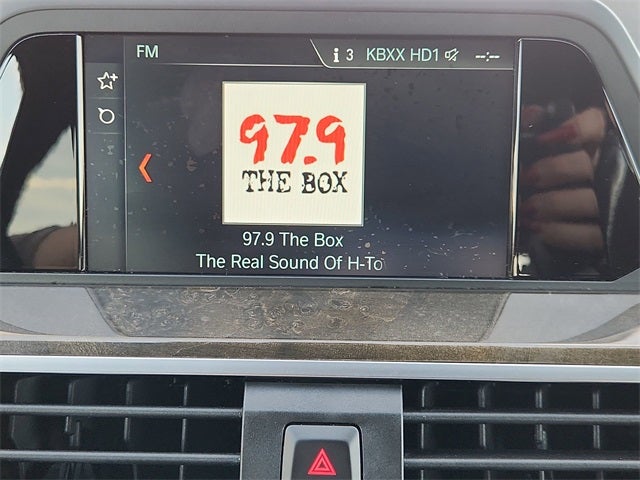 FM
i 3 KBXX HD1 --:--
97.9
THE BOX
97.9 The Box
The Real Sound Of H-To